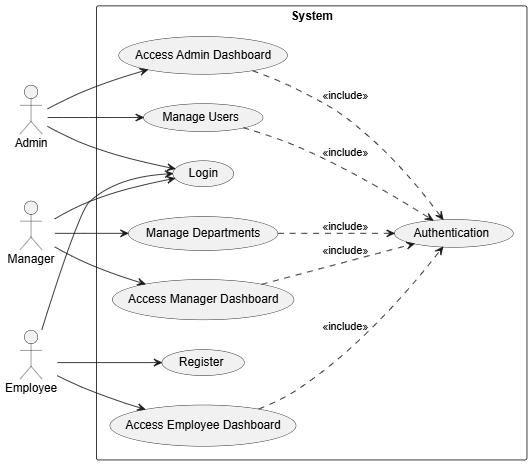 System
Access Admin Dashboard
«include»
Admin
Manage Users
«include»
Login
Manager
Manage Departments
«include»
Authentication
«include»
Access Manager Dashboard
«include»
Employee
Register
Access Employee Dashboard